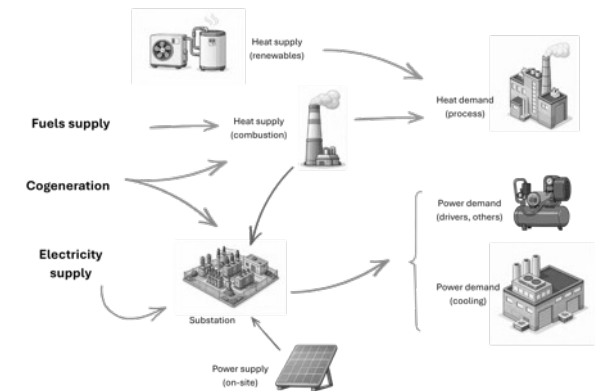 Heat supply
(renewables)
Heat demand
(process)
Fuels supply
Heat supply
(combustion)
Cogeneration
Power demand
(drivers, others)
Electricity
supply
Power demand
(cooling)
Substation
Power supply
(on-site)